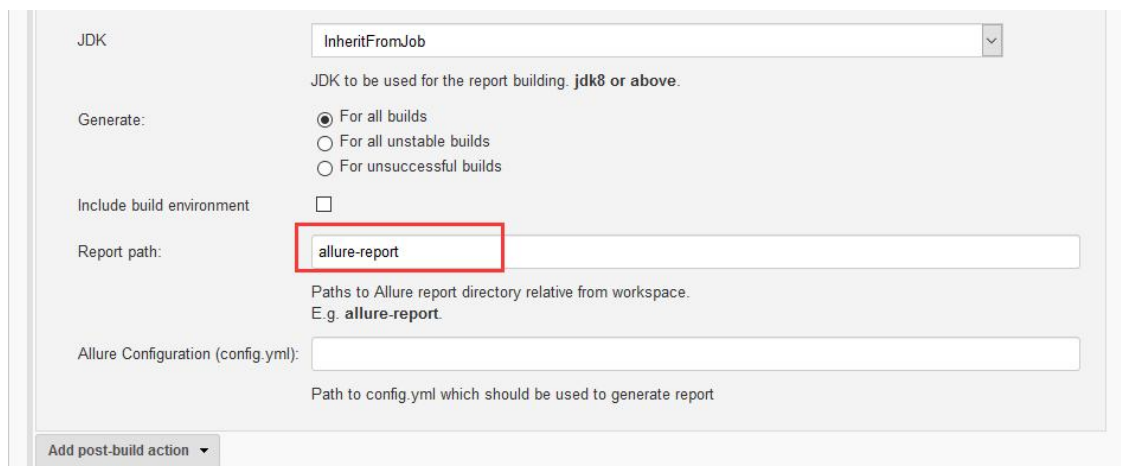 JDK
InheritFromJob
JDK to be used for the report building. jdk8 or above.
Generate:
For all builds
For all unstable builds
For unsuccessful builds
Include build environment
Report path:
allure-report
Paths to Allure report directory relative from workspace.
E.g. allure-report.
Allure Configuration (config.yml):
Path to config.yml which should be used to generate report
Add post-build action